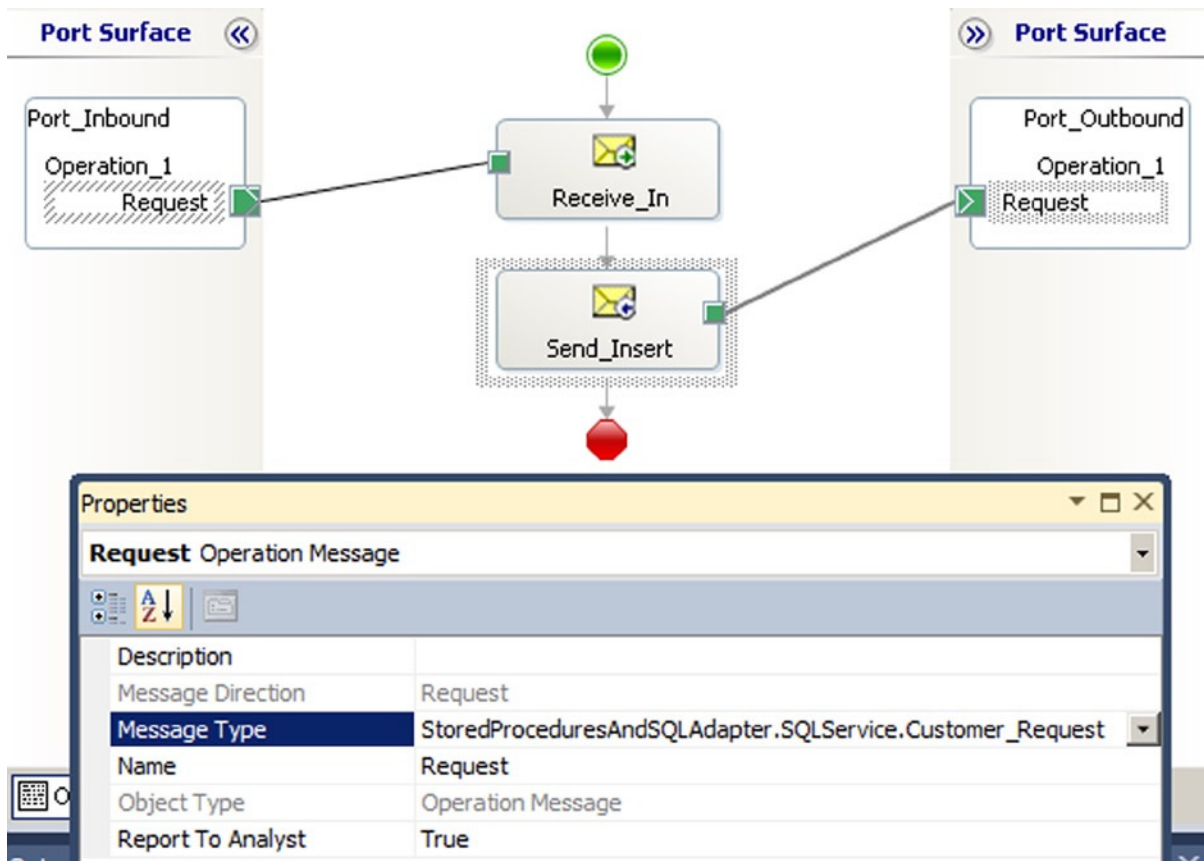 Port Surface
Port Surface
Port_Inbound
Operation_1
Request
Receive_In
Port_Outbound
Operation_1
Request
Send_Insert
Properties
Request Operation Message
Description
Message Direction Request
Message Type StoredProceduresAndSQLAdapter.SQLService.Customer_Request
Name Request
Object Type Operation Message
Report To Analyst True